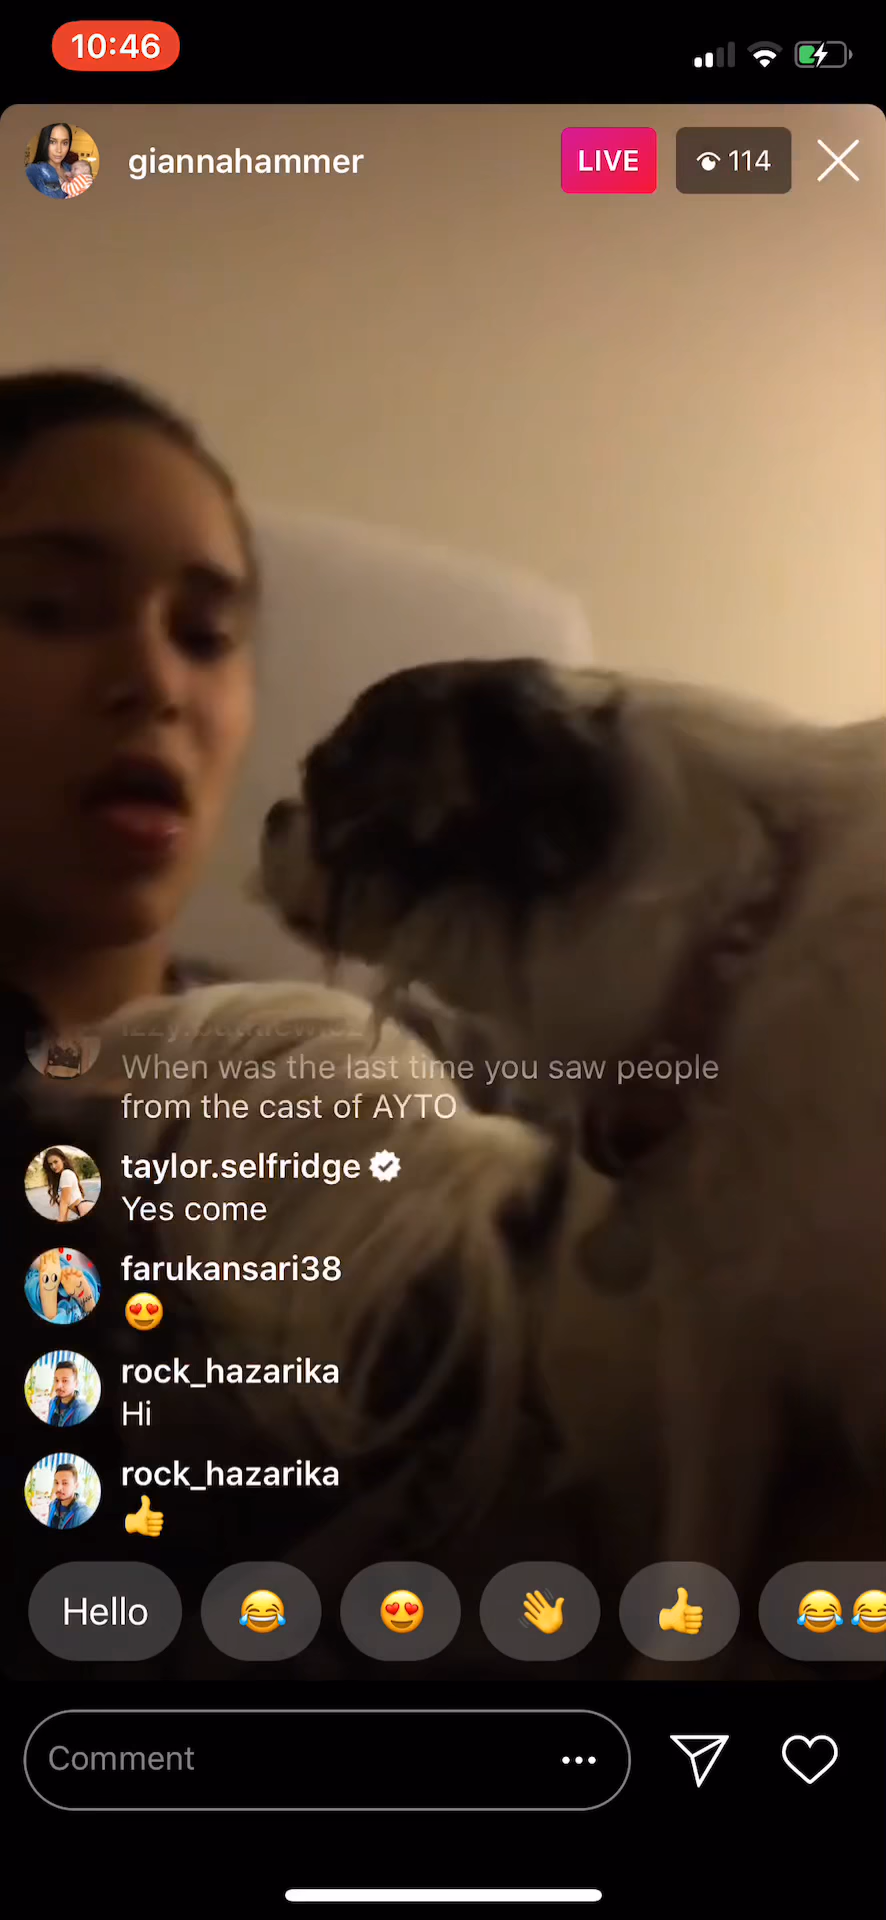 10:46
giannahammer
LIVE
114
When was the last time you saw people
from the cast of AYTO
taylor.selfridge
Yes come
farukansari38
😍
rock_hazarika
Hi
rock_hazarika
👍
Hello 😂 😍 👋 👍 😂😂
Comment